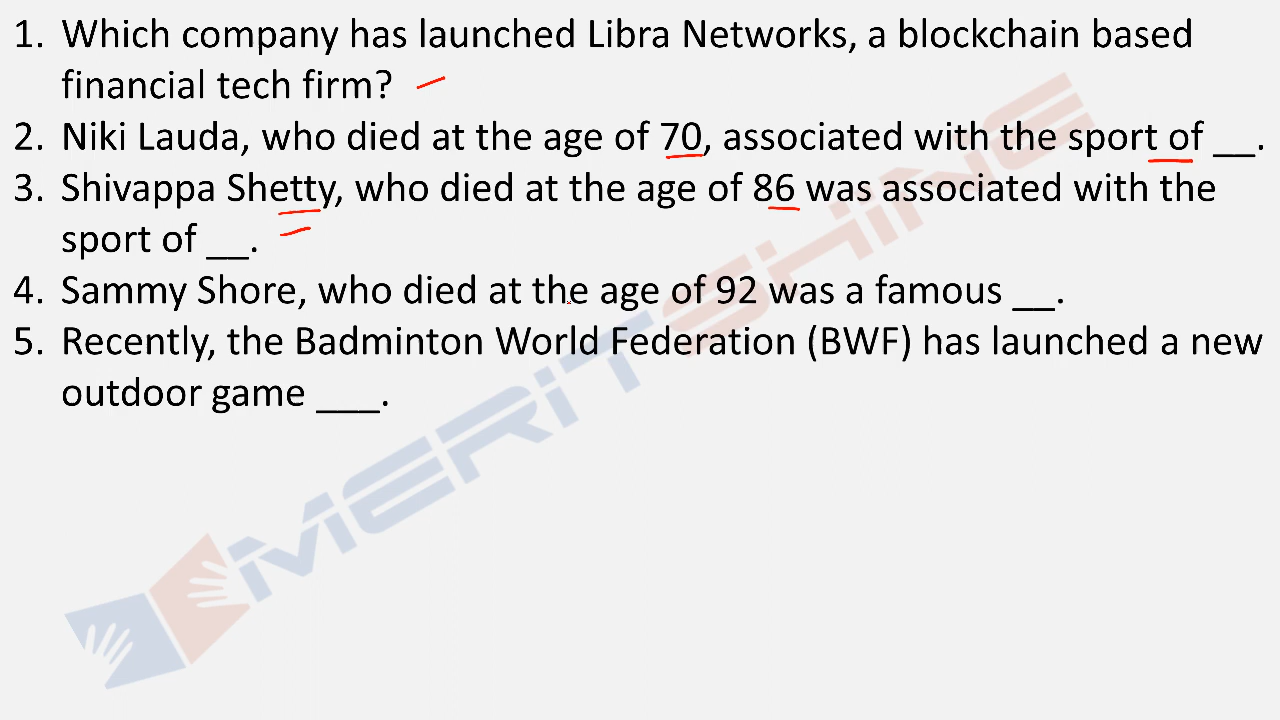 1. Which company has launched Libra Networks, a blockchain based
financial tech firm?
2. Niki Lauda, who died at the age of 70, associated with the sport of __.
3. Shivappa Shetty, who died at the age of 86 was associated with the
sport of __.
4. Sammy Shore, who died at the age of 92 was a famous __.
5. Recently, the Badminton World Federation (BWF) has launched a new
outdoor game ___.
MERiTSHINE